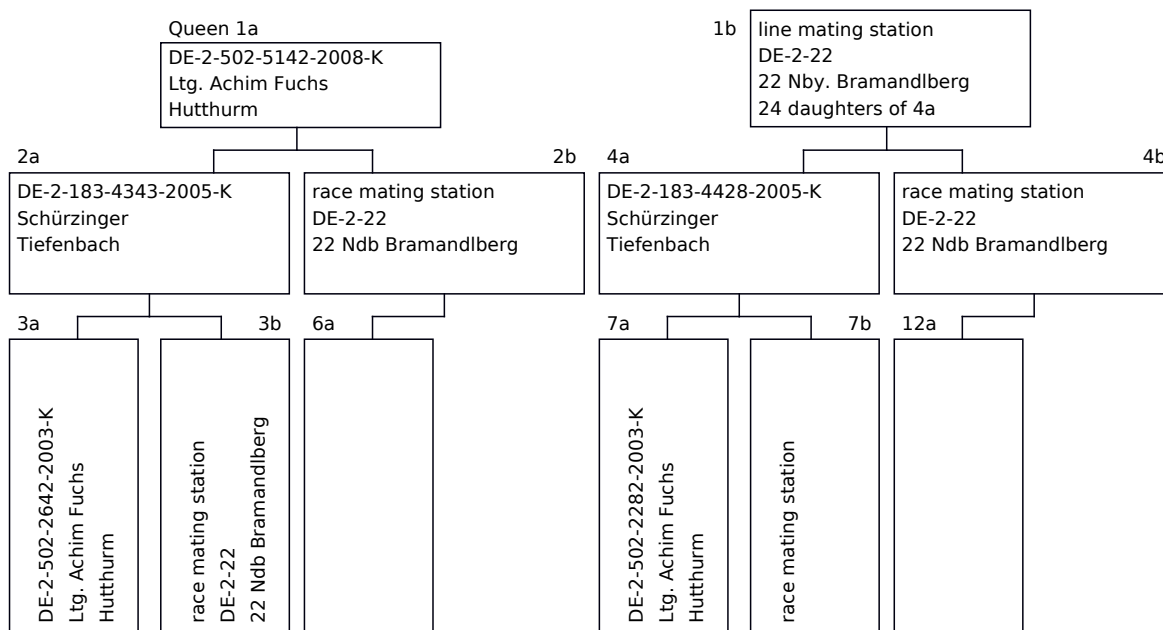 Queen 1a
DE-2-502-5142-2008-K
Ltg. Achim Fuchs
Hutthurm
1b
line mating station
DE-2-22
22 Nby. Bramandlberg
24 daughters of 4a
2a
DE-2-183-4343-2005-K
Schürzinger
Tiefenbach
2b
race mating station
DE-2-22
22 Ndb Bramandlberg
4a
DE-2-183-4428-2005-K
Schürzinger
Tiefenbach
4b
race mating station
DE-2-22
22 Ndb Bramandlberg
3a
DE-2-502-2642-2003-K
Ltg. Achim Fuchs
Hutthurm
3b
race mating station
DE-2-22
22 Ndb Bramandlberg
6a
7a
DE-2-502-2282-2003-K
Ltg. Achim Fuchs
Hutthurm
7b
race mating station
12a